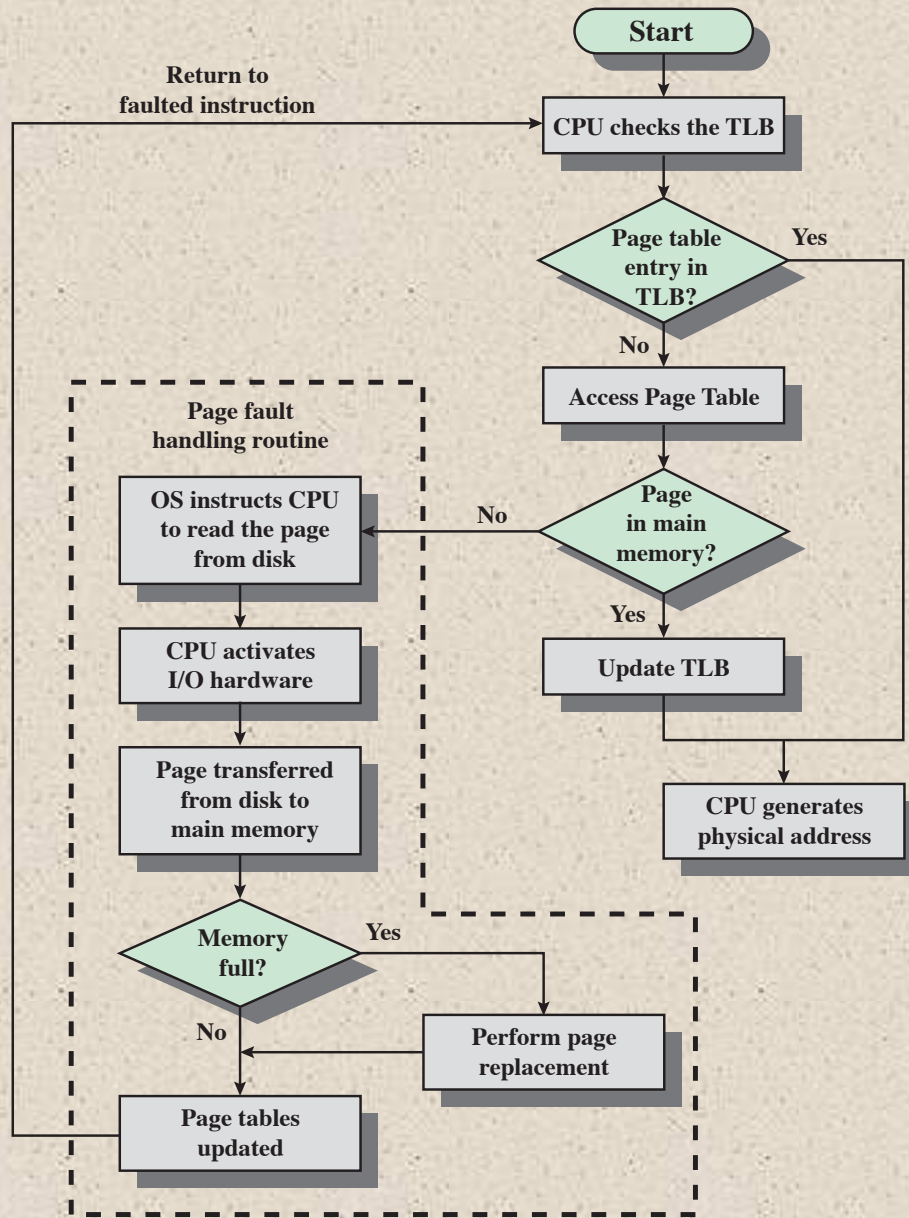 Start
Return to
faulted instruction
CPU checks the TLB
Page table
entry in
TLB?
Yes
No
Access Page Table
Page fault
handling routine
OS instructs CPU
to read the page
from disk
No
Page
in main
memory?
Yes
CPU activates
I/O hardware
Update TLB
Page transferred
from disk to
main memory
CPU generates
physical address
Memory
full?
Yes
No
Perform page
replacement
Page tables
updated